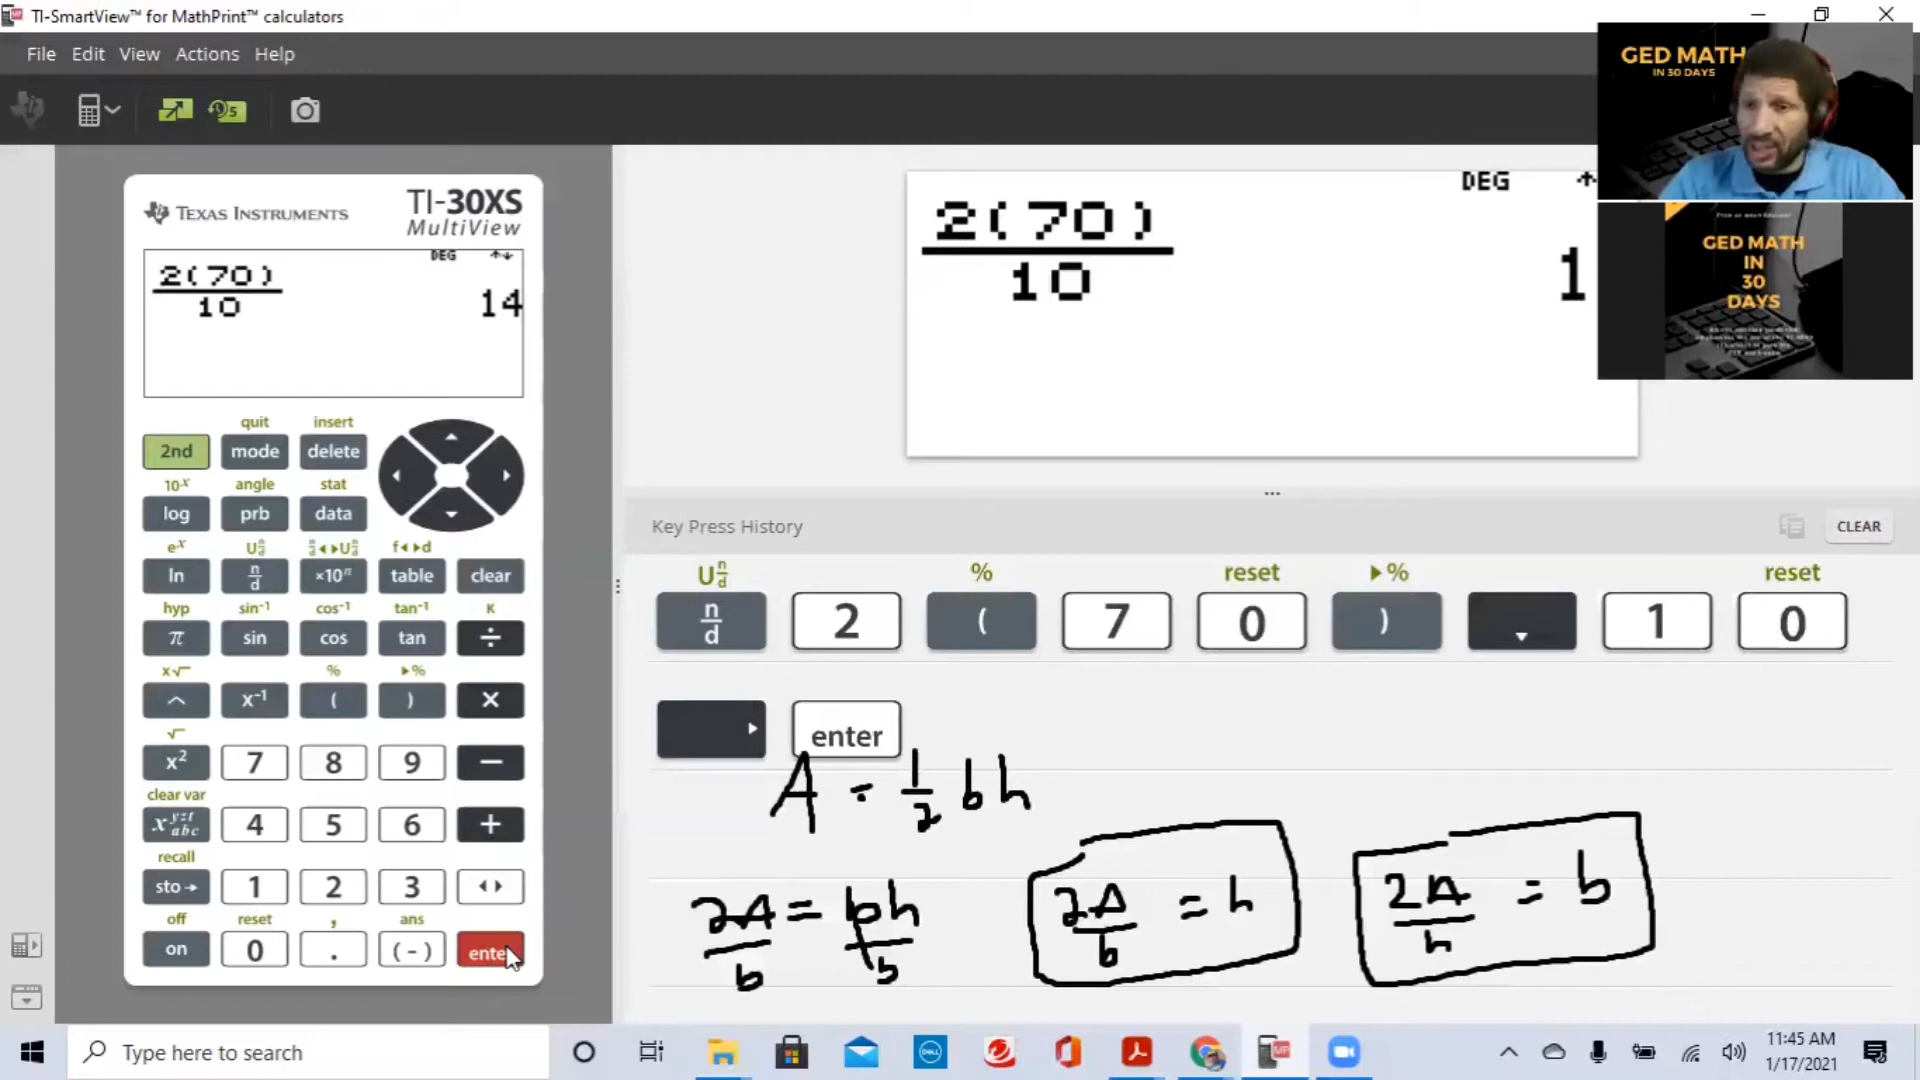 TI-SmartView™ for MathPrint™ calculators
File Edit View Actions Help
5
TEXAS INSTRUMENTS
TI-30XS
MultiView
DEG
2(70)
10
14
quit insert
2nd mode delete
10ˣ angle stat
log prb data
eˣ U n/d n/d ◄► U n/d f◄►d
ln n/d ×10ⁿ table clear
hyp sin⁻¹ cos⁻¹ tan⁻¹ K
π sin cos tan ÷
x√ % ►%
^ x⁻¹ ( ) ×
√
x² 7 8 9 −
clear var
x yzt abc 4 5 6 +
recall
sto→ 1 2 3 ◄►
off reset , ans
on 0 . (-) enter
DEG
2(70)
10
1
GED MATH
IN 30 DAYS
GED MATH
IN
30
DAYS
Key Press History
CLEAR
U n/d % reset ►% reset
n/d 2 ( 7 0 ) 1 0
enter
A = 1/2 bh
2A/b = bh/b
2A/b = h
2A/h = b
Type here to search
DELL
MP
11:45 AM
1/17/2021